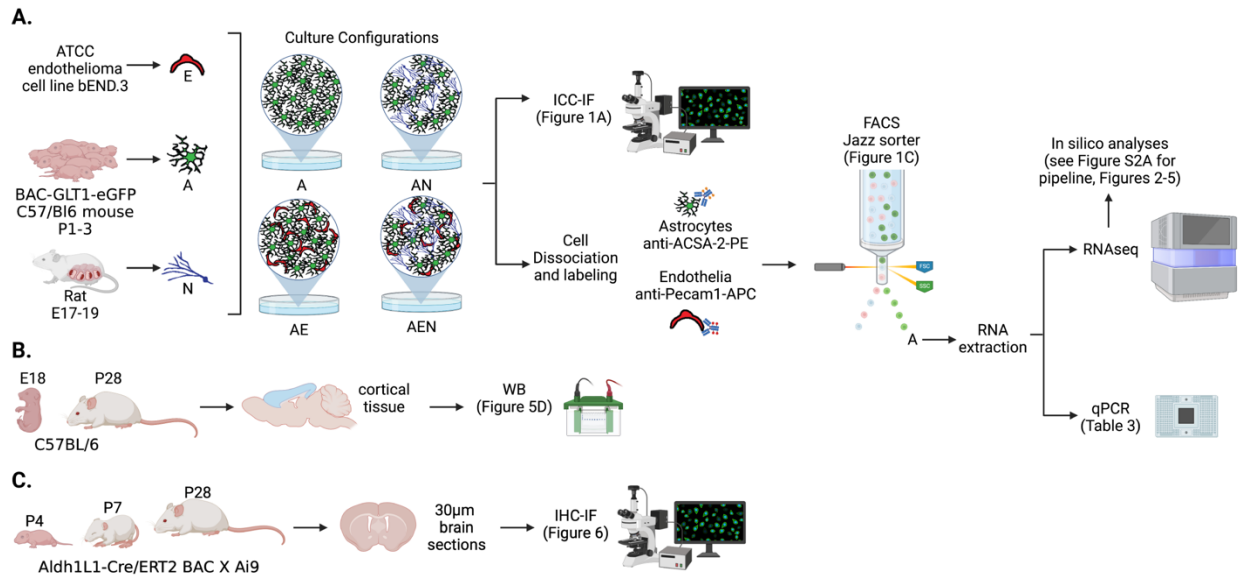 A.
ATCC
endothelioma
cell line bEND.3
E
BAC-GLT1-eGFP
C57/Bl6 mouse
P1-3
A
Rat
E17-19
N
Culture Configurations
A
AN
AE
AEN
ICC-IF
(Figure 1A)
Cell
Dissociation
and labeling
Astrocytes
anti-ACSA-2-PE
Endothelia
anti-Pecam1-APC
FACS
Jazz sorter
(Figure 1C)
FSC
SSC
A
RNA
extraction
In silico analyses
(see Figure S2A for
pipeline, Figures 2-5)
RNAseq
qPCR
(Table 3)
B.
E18
P28
C57BL/6
cortical
tissue
WB
(Figure 5D)
C.
P4
P7
P28
Aldh1L1-Cre/ERT2 BAC X Ai9
30µm
brain
sections
IHC-IF
(Figure 6)